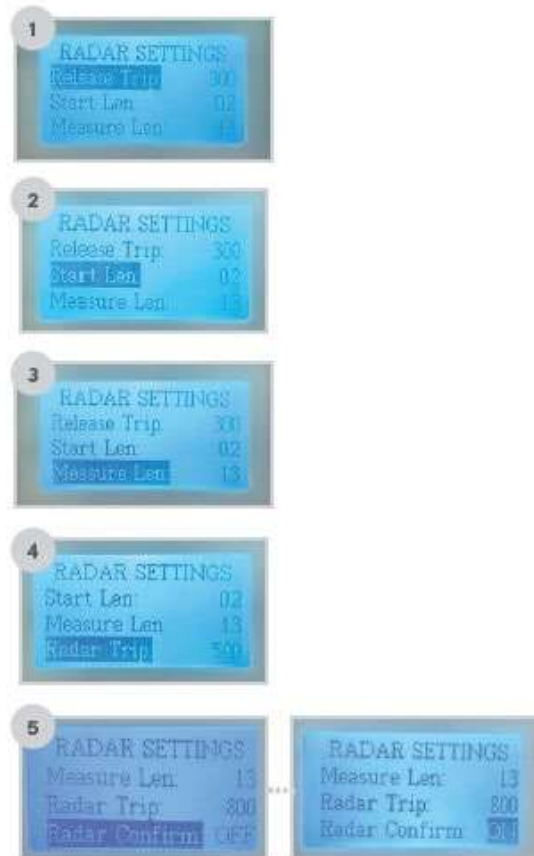 1
RADAR SETTINGS
Release Trip 300
Start Len 02
Measure Len 13
2
RADAR SETTINGS
Release Trip: 300
Start Len 02
Measure Len 13
3
RADAR SETTINGS
Release Trip 300
Start Len 02
Measure Len 13
4
RADAR SETTINGS
Start Len: 02
Measure Len 13
Radar Trip 500
5
RADAR SETTINGS
Measure Len: 13
Radar Trip: 800
Radar Confirm: OFF
RADAR SETTINGS
Measure Len: 13
Radar Trip: 800
Radar Confirm: ON